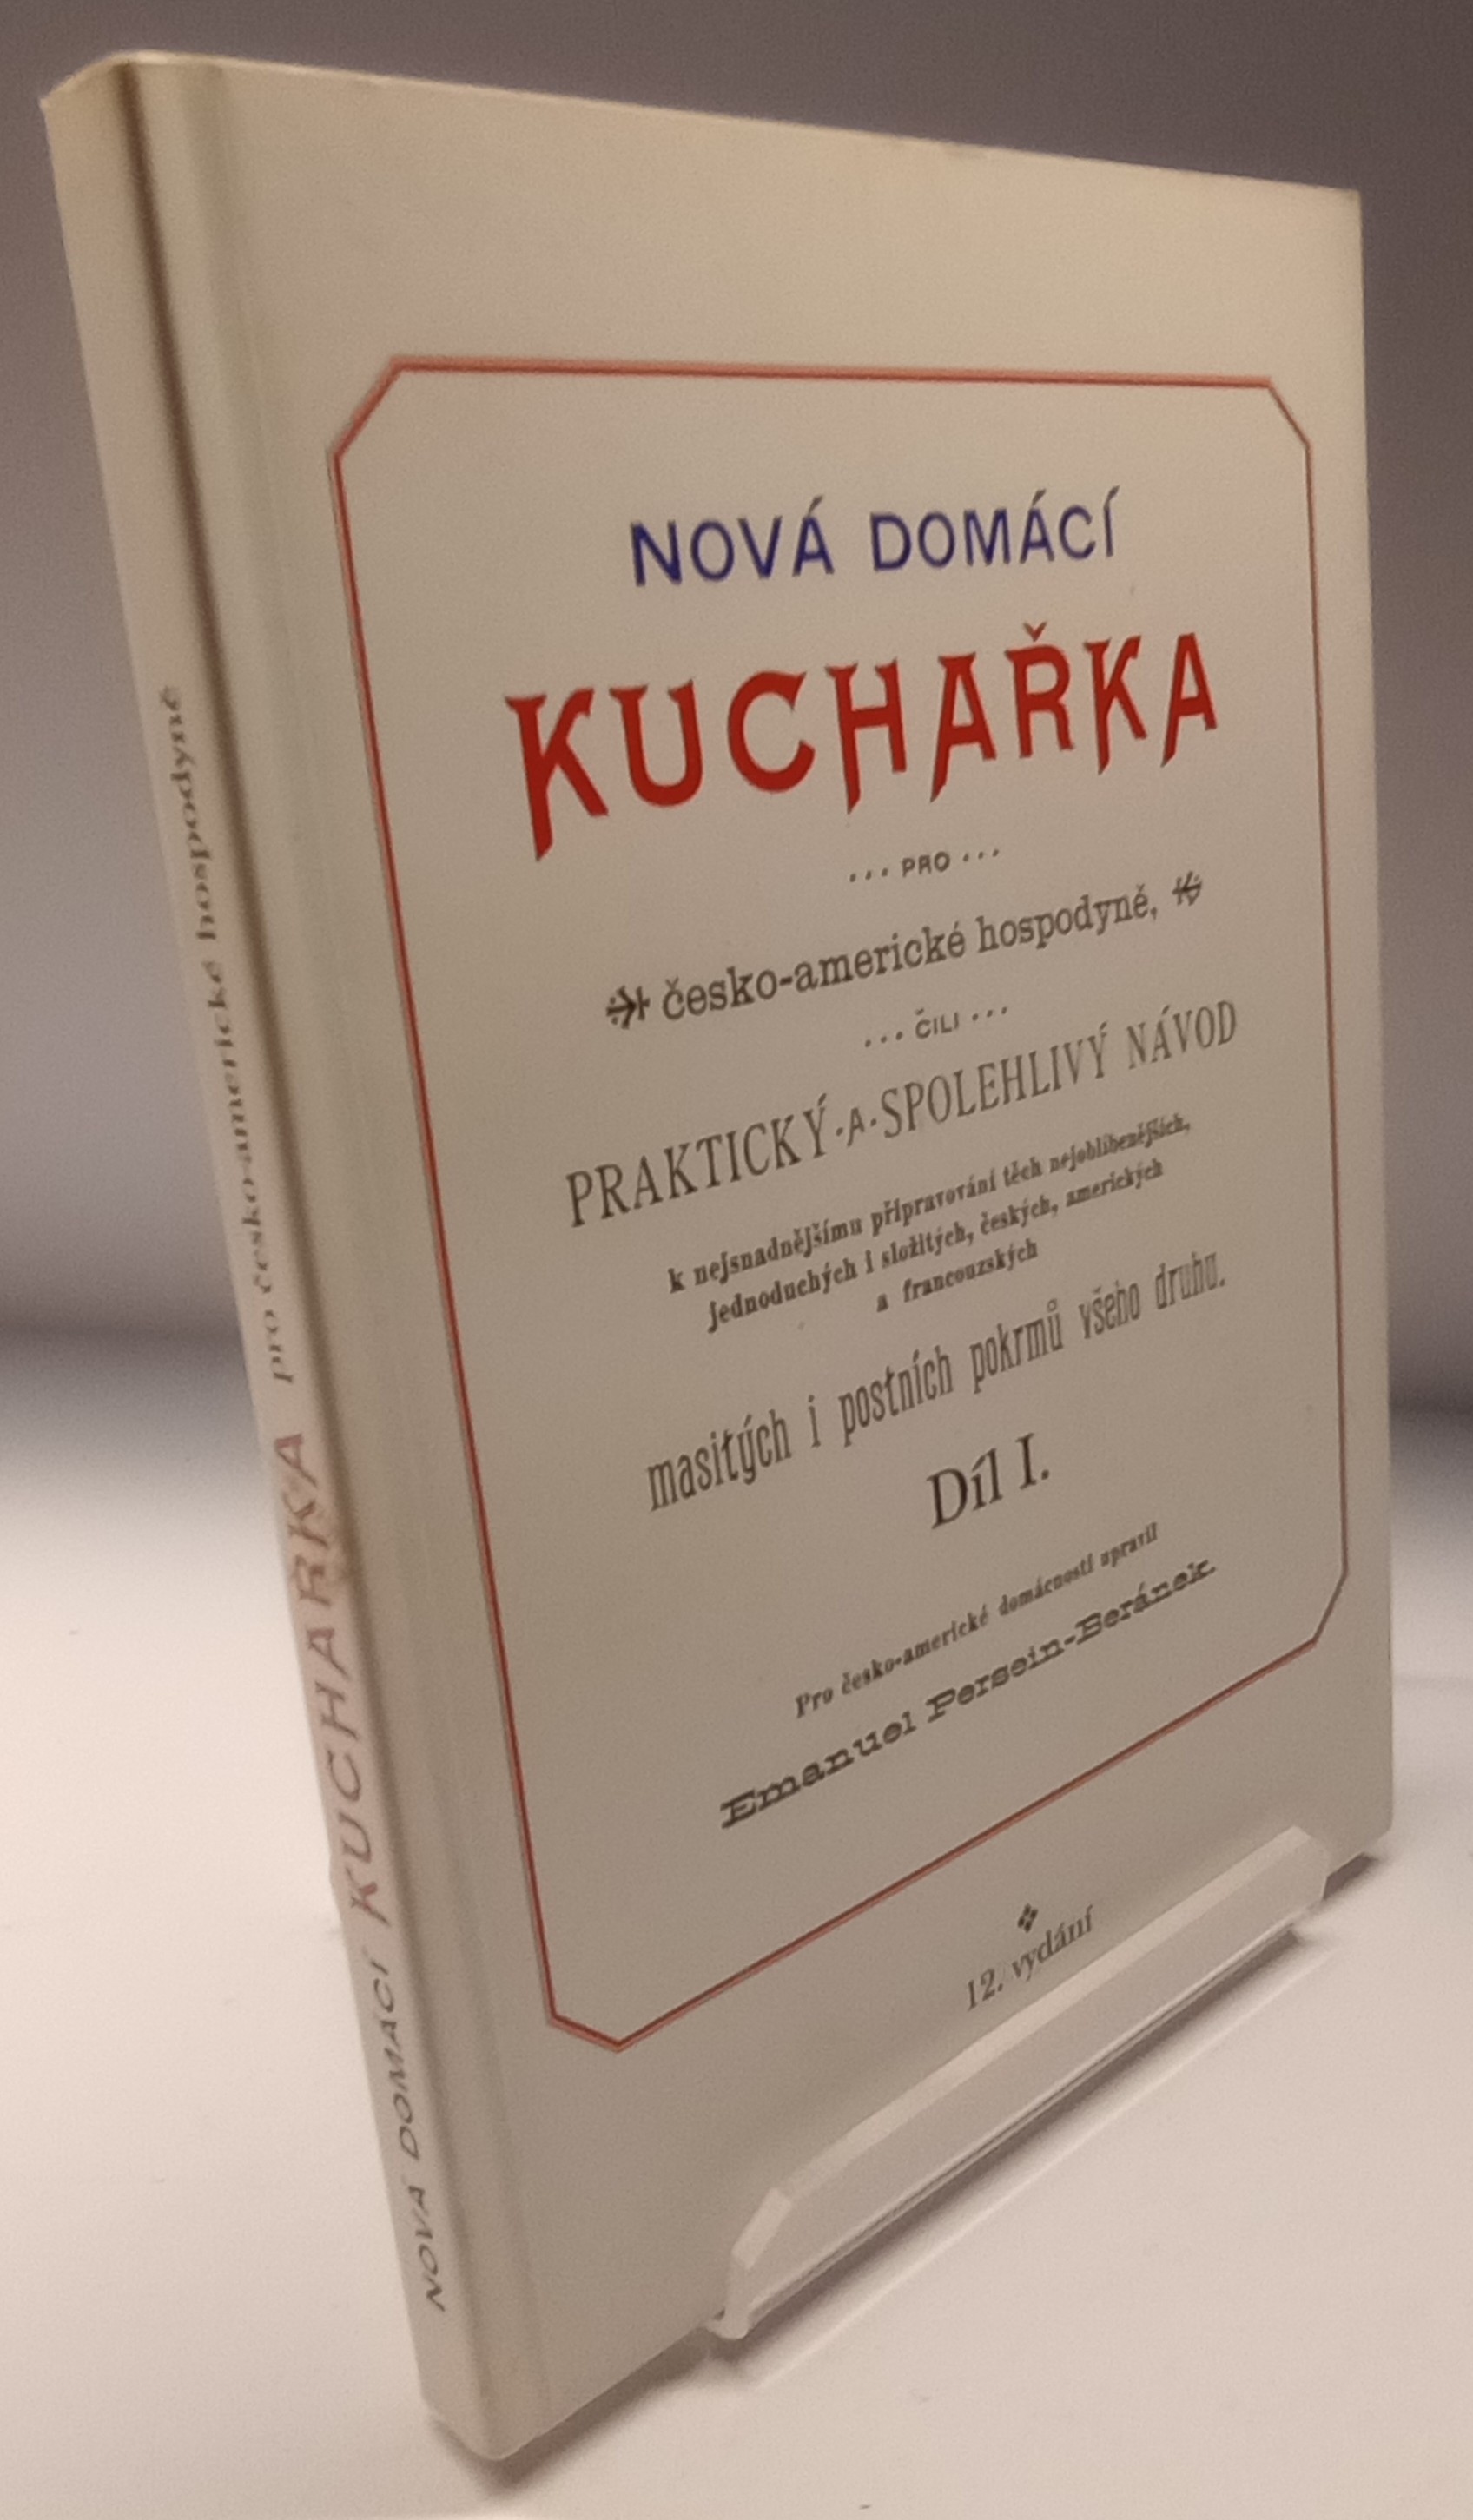 NOVÁ DOMÁCÍ KUCHAŘKA pro česko-americké hospodyně
NOVÁ DOMÁCÍ
KUCHAŘKA
... PRO ...
česko-americké hospodyně,
... ČILI ...
PRAKTICKÝ · A · SPOLEHLIVÝ NÁVOD
k nejsnadnějšímu připravování těch nejoblíbenějších,
jednoduchých i složitých, českých, amerických
a francouzských
masitých i postních pokrmů všeho druhu.
Díl I.
Pro česko-americké domácnosti upravil
Emanuel Persein-Beránek.
12. vydání